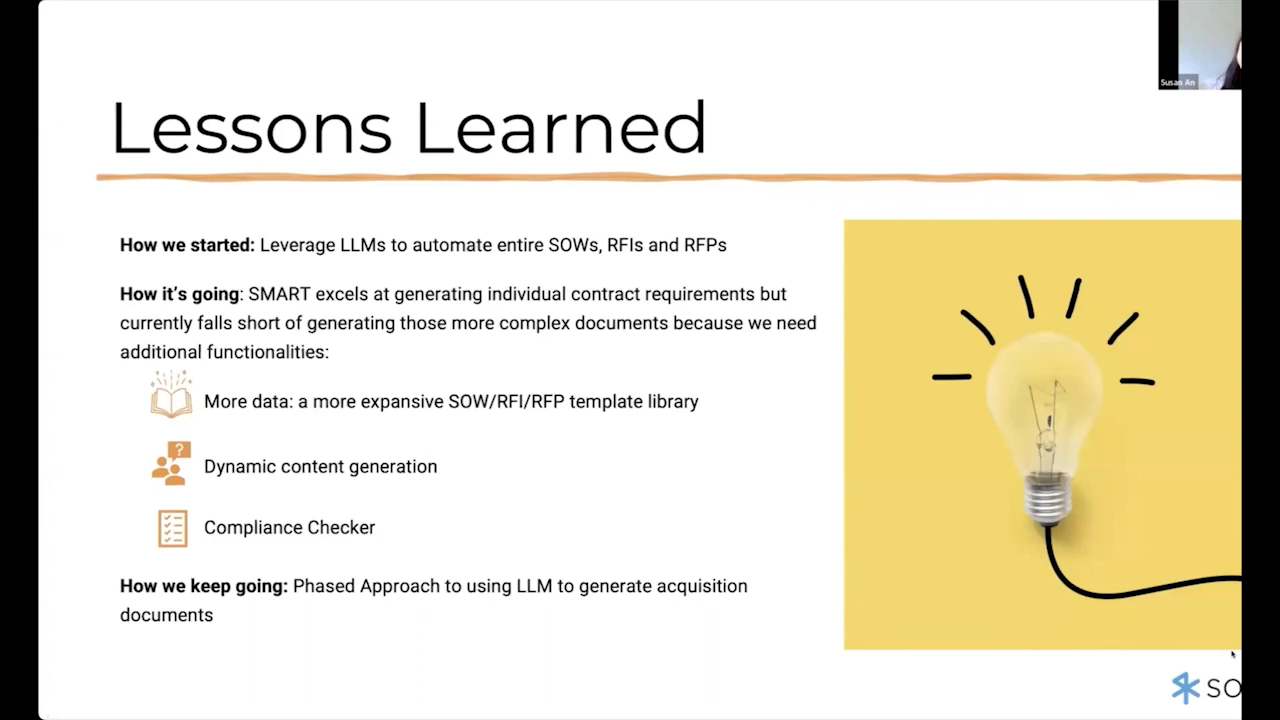 Susan An
Lessons Learned
How we started: Leverage LLMs to automate entire SOWs, RFIs and RFPs
How it’s going: SMART excels at generating individual contract requirements but
currently falls short of generating those more complex documents because we need
additional functionalities:
More data: a more expansive SOW/RFI/RFP template library
?
Dynamic content generation
Compliance Checker
How we keep going: Phased Approach to using LLM to generate acquisition
documents